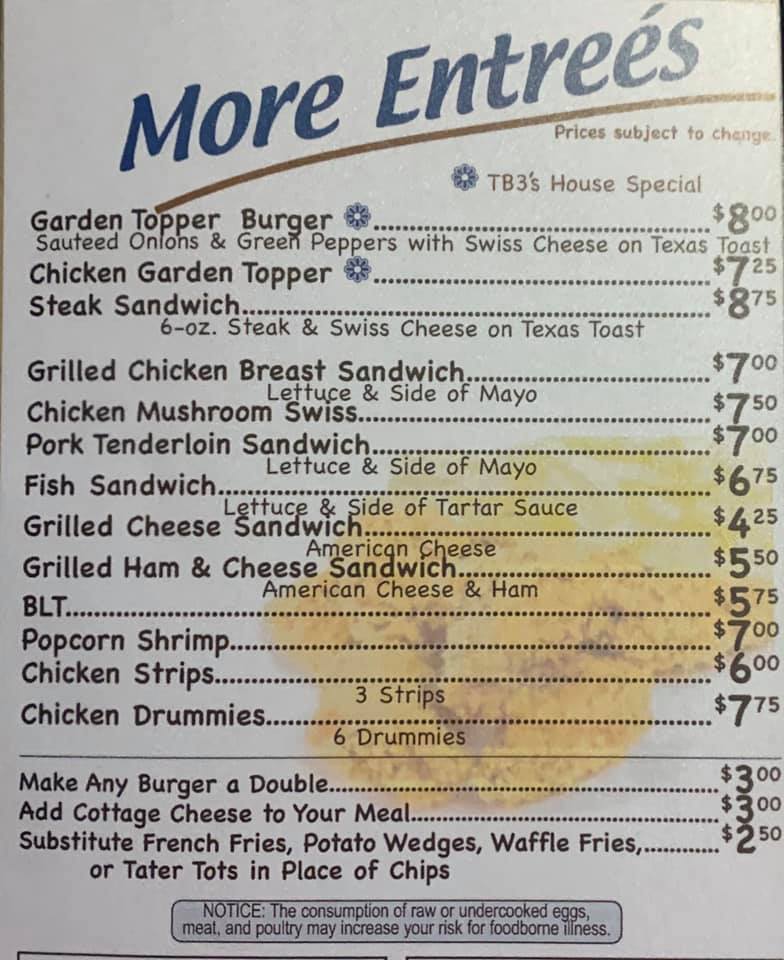 More Entreés
Prices subject to change.
TB3's House Special
Garden Topper Burger ................ $8.00
Sauteed Onions & Green Peppers with Swiss Cheese on Texas Toast
Chicken Garden Topper ................ $7.25
Steak Sandwich................ $8.75
6-oz. Steak & Swiss Cheese on Texas Toast
Grilled Chicken Breast Sandwich................ $7.00
Lettuce & Side of Mayo
Chicken Mushroom Swiss................ $7.50
Pork Tenderloin Sandwich................ $7.00
Lettuce & Side of Mayo
Fish Sandwich................ $6.75
Lettuce & Side of Tartar Sauce
Grilled Cheese Sandwich................ $4.25
American Cheese
Grilled Ham & Cheese Sandwich................ $5.50
American Cheese & Ham
BLT................ $5.75
Popcorn Shrimp................ $7.00
Chicken Strips................ $6.00
3 Strips
Chicken Drummies................ $7.75
6 Drummies
Make Any Burger a Double................ $3.00
Add Cottage Cheese to Your Meal................ $3.00
Substitute French Fries, Potato Wedges, Waffle Fries,............ $2.50
or Tater Tots in Place of Chips
NOTICE: The consumption of raw or undercooked eggs,
meat, and poultry may increase your risk for foodborne illness.